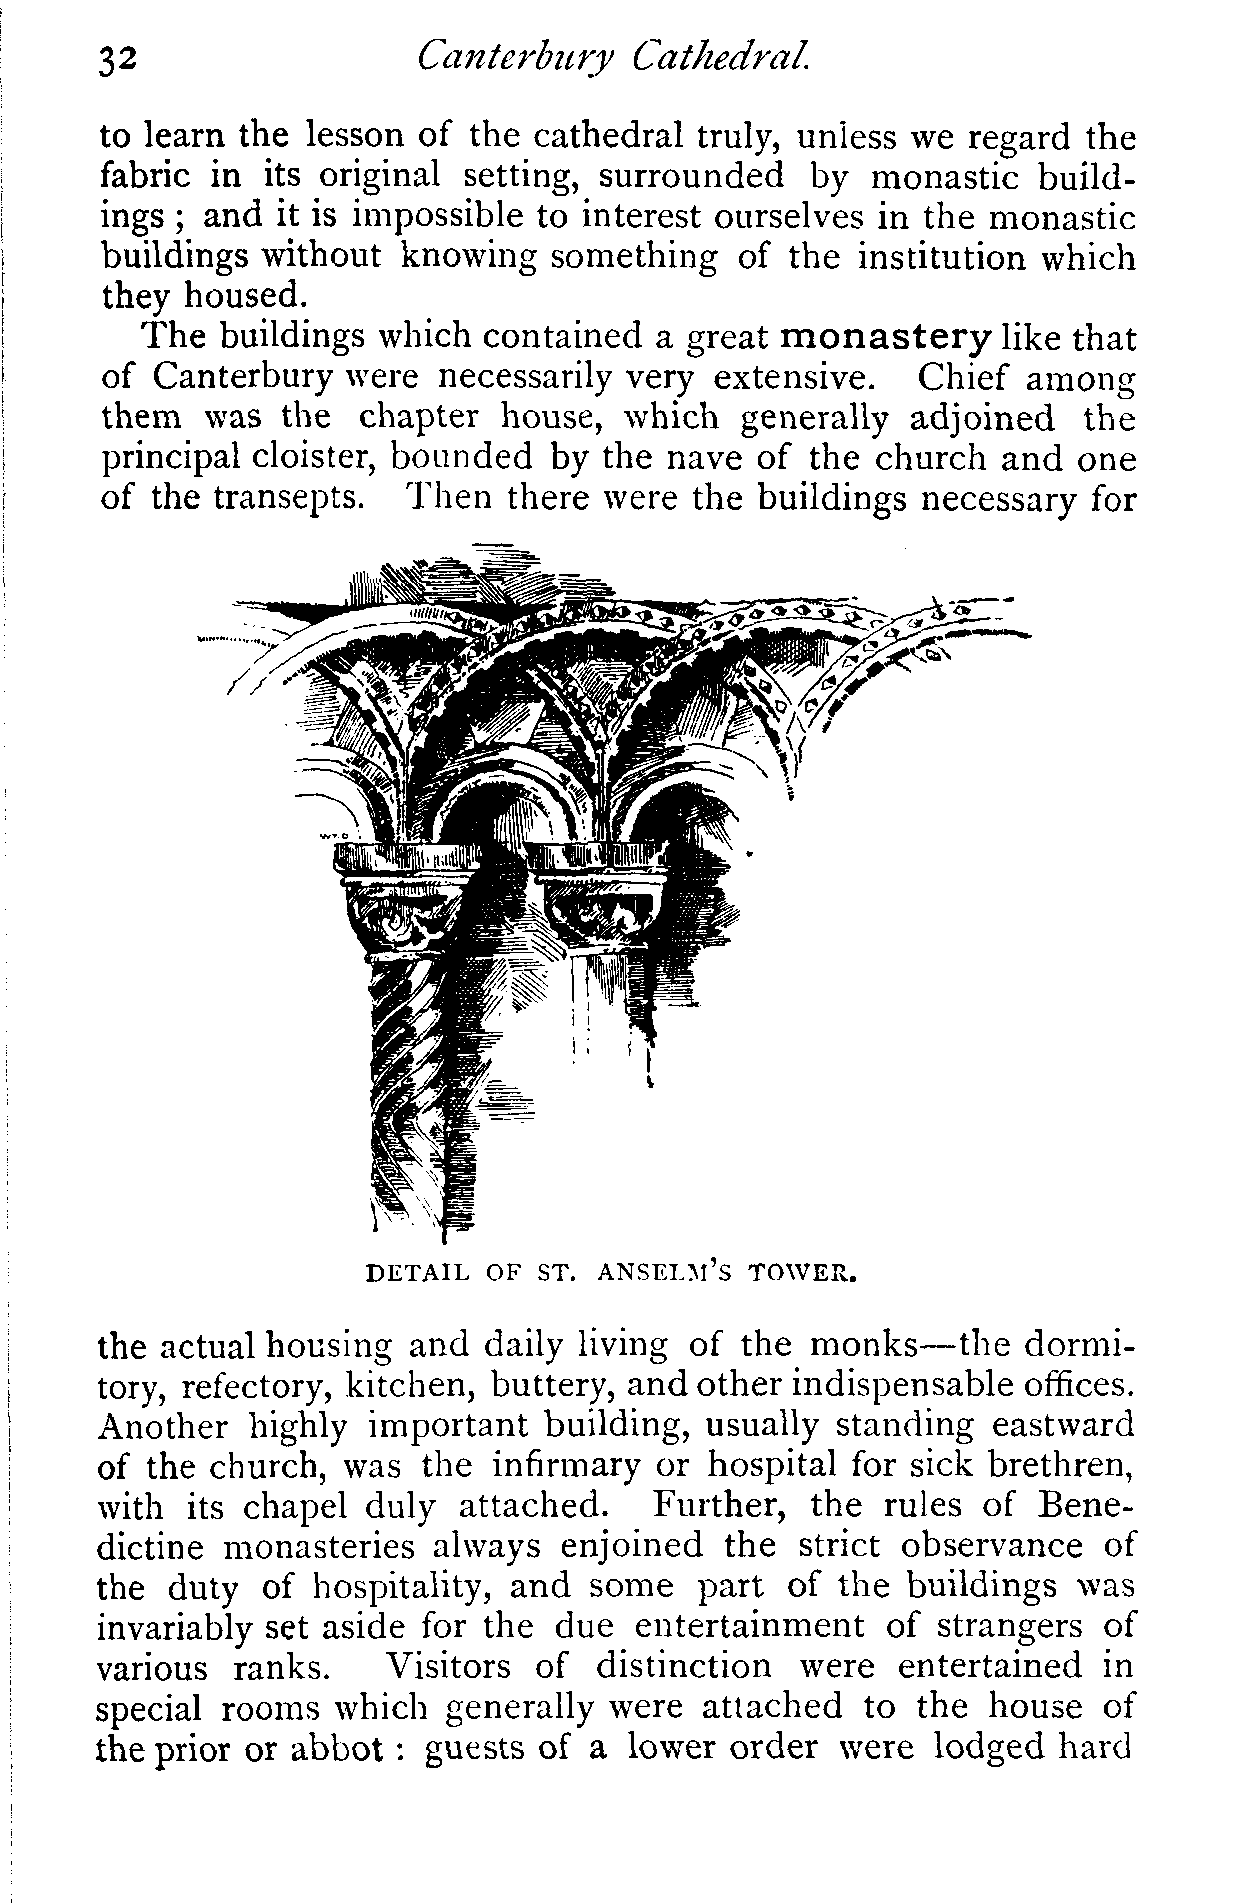 32 Canterbury Cathedral.
to learn the lesson of the cathedral truly, unless we regard the
fabric in its original setting, surrounded by monastic build-
ings ; and it is impossible to interest ourselves in the monastic
buildings without knowing something of the institution which
they housed.
The buildings which contained a great monastery like that
of Canterbury were necessarily very extensive. Chief among
them was the chapter house, which generally adjoined the
principal cloister, bounded by the nave of the church and one
of the transepts. Then there were the buildings necessary for
DETAIL OF ST. ANSELM'S TOWER.
the actual housing and daily living of the monks—the dormi-
tory, refectory, kitchen, buttery, and other indispensable offices.
Another highly important building, usually standing eastward
of the church, was the infirmary or hospital for sick brethren,
with its chapel duly attached. Further, the rules of Bene-
dictine monasteries always enjoined the strict observance of
the duty of hospitality, and some part of the buildings was
invariably set aside for the due entertainment of strangers of
various ranks. Visitors of distinction were entertained in
special rooms which generally were attached to the house of
the prior or abbot : guests of a lower order were lodged hard